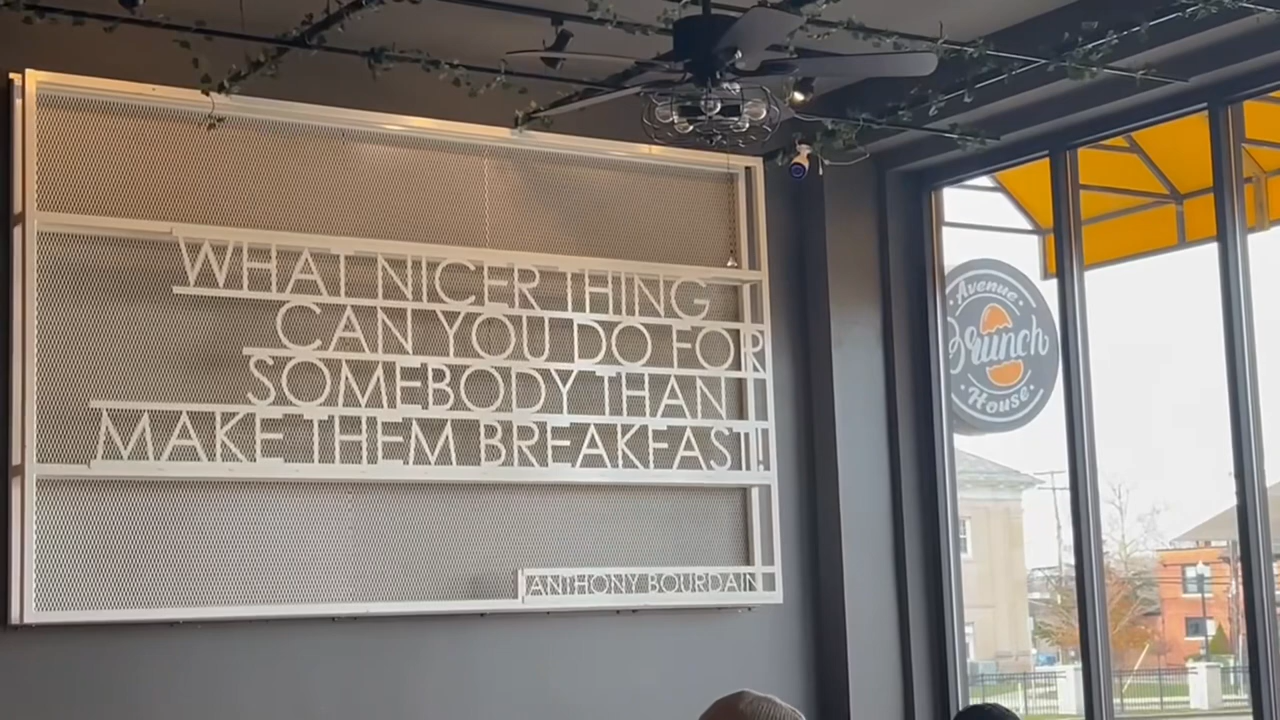 WHAT NICER THING
CAN YOU DO FOR
SOMEBODY THAN
MAKE THEM BREAKFAST!
ANTHONY BOURDAIN
Avenue
Brunch
House